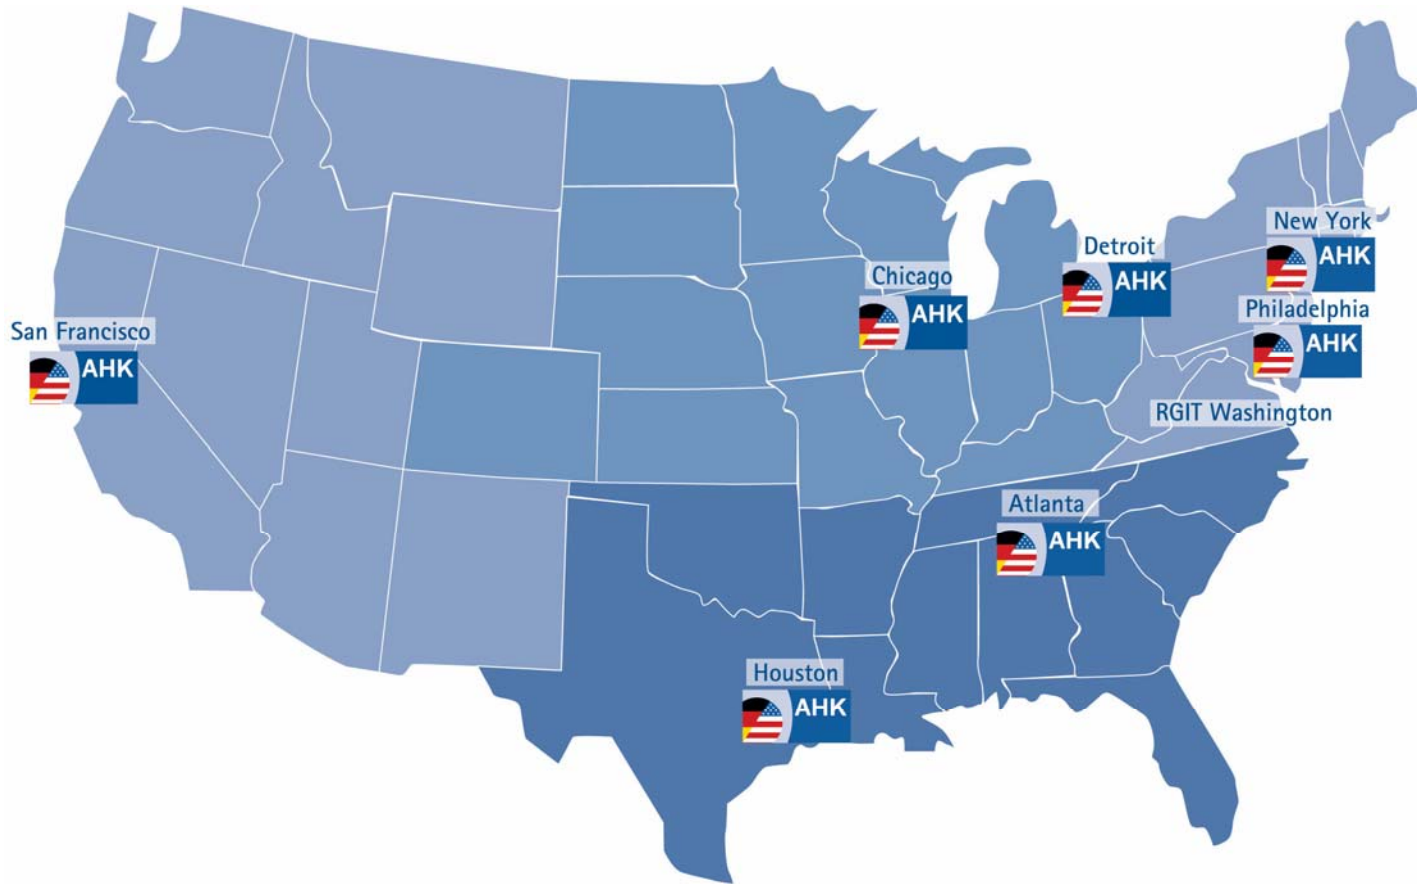 New York
AHK
Detroit
AHK
Chicago
AHK
Philadelphia
AHK
San Francisco
AHK
RGIT Washington
Atlanta
AHK
Houston
AHK